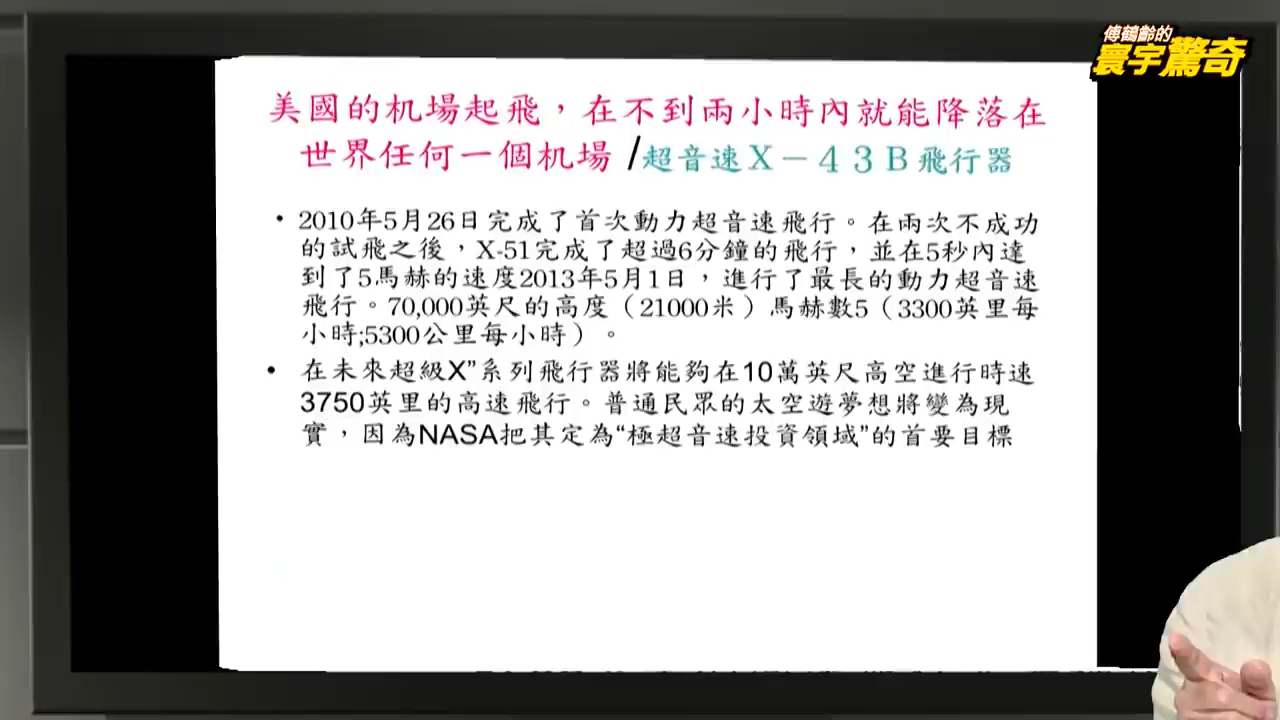 傅鶴齡的
寰宇驚奇
美國的机場起飛，在不到兩小時內就能降落在
世界任何一個机場 /超音速X－43B飛行器
• 2010年5月26日完成了首次動力超音速飛行。在兩次不成功
的試飛之後，X-51完成了超過6分鐘的飛行，並在5秒內達
到了5馬赫的速度2013年5月1日，進行了最長的動力超音速
飛行。70,000英尺的高度（21000米）馬赫數5（3300英里每
小時;5300公里每小時）。
• 在未來超級X”系列飛行器將能夠在10萬英尺高空進行時速
3750英里的高速飛行。普通民眾的太空遊夢想將變為現
實，因為NASA把其定為“極超音速投資領域”的首要目標